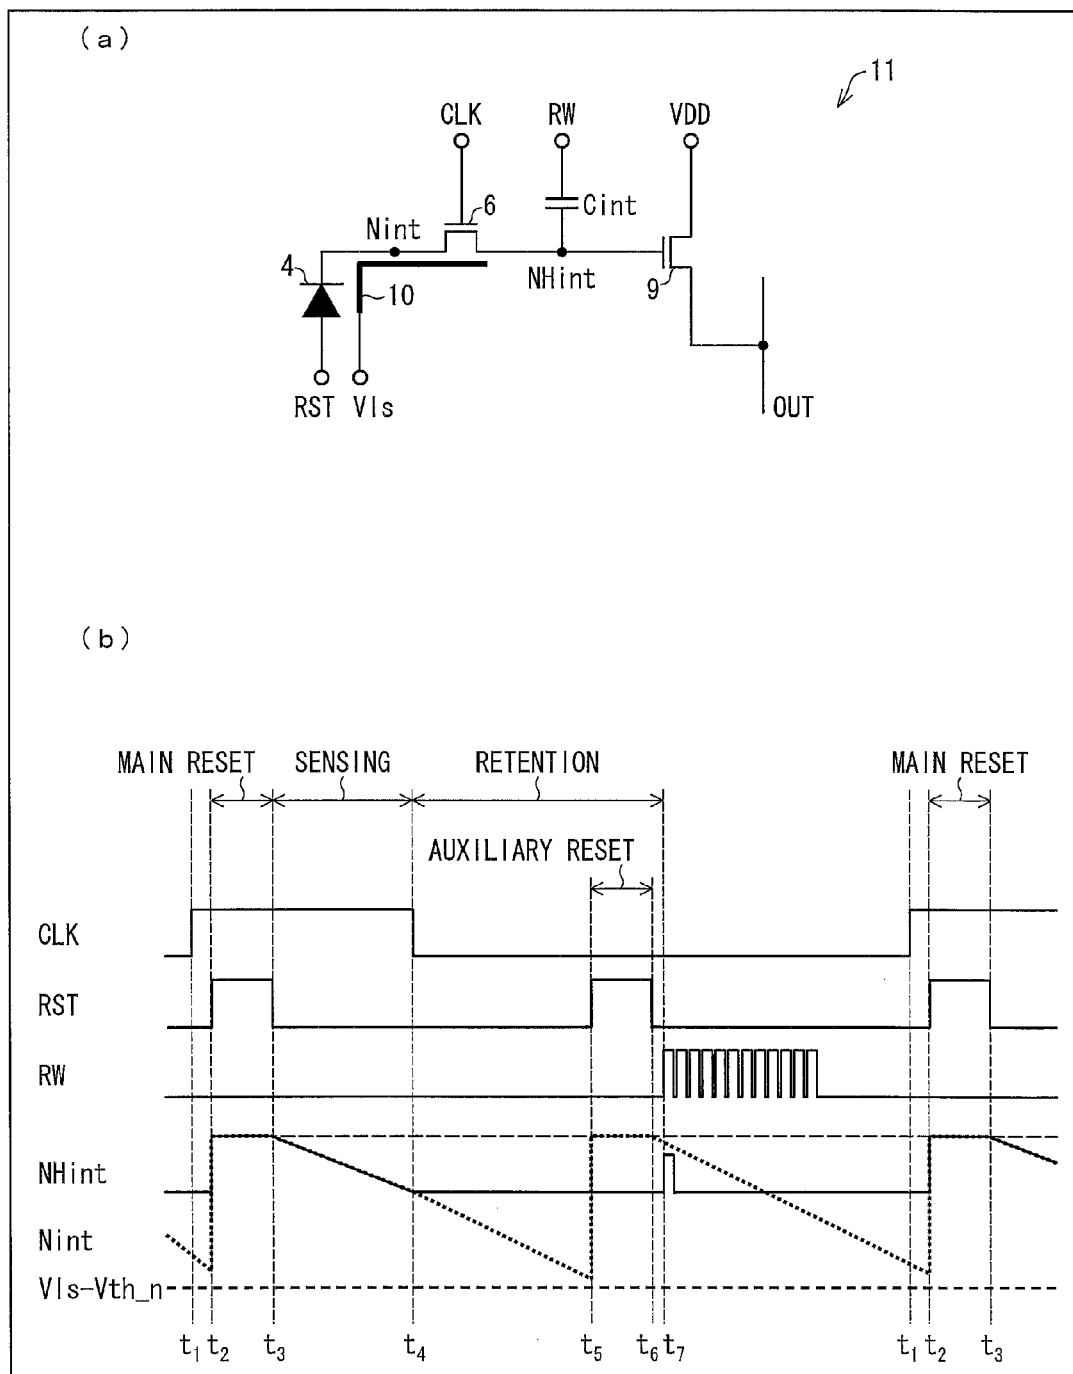 (a)
11
CLK RW VDD
6
Cint
Nint
4
NHint
9
10
RST Vls
OUT
(b)
MAIN RESET SENSING RETENTION MAIN RESET
AUXILIARY RESET
CLK
RST
RW
NHint
Nint
Vls-Vth_n
t1 t2 t3 t4 t5 t6 t7 t1 t2 t3